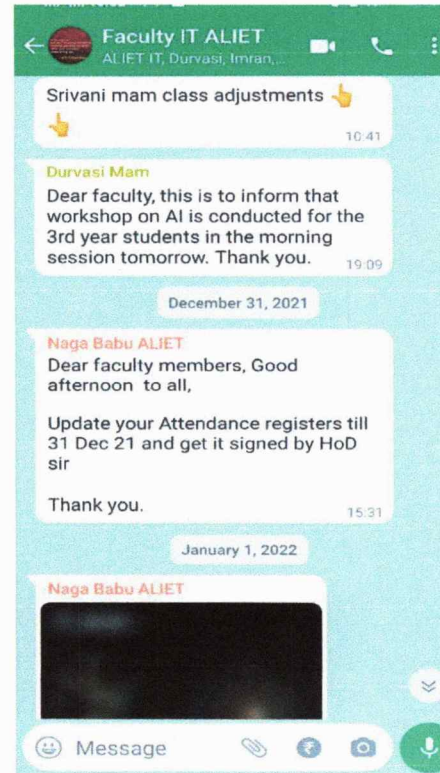 Faculty IT ALIET
ALIET IT, Durvasi, Imran,...
Srivani mam class adjustments 👆
👆
10:41
Durvasi Mam
Dear faculty, this is to inform that
workshop on AI is conducted for the
3rd year students in the morning
session tomorrow. Thank you.
19:09
December 31, 2021
Naga Babu ALIET
Dear faculty members, Good
afternoon to all,
Update your Attendance registers till
31 Dec 21 and get it signed by HoD
sir
Thank you.
15:31
January 1, 2022
Naga Babu ALIET
Message